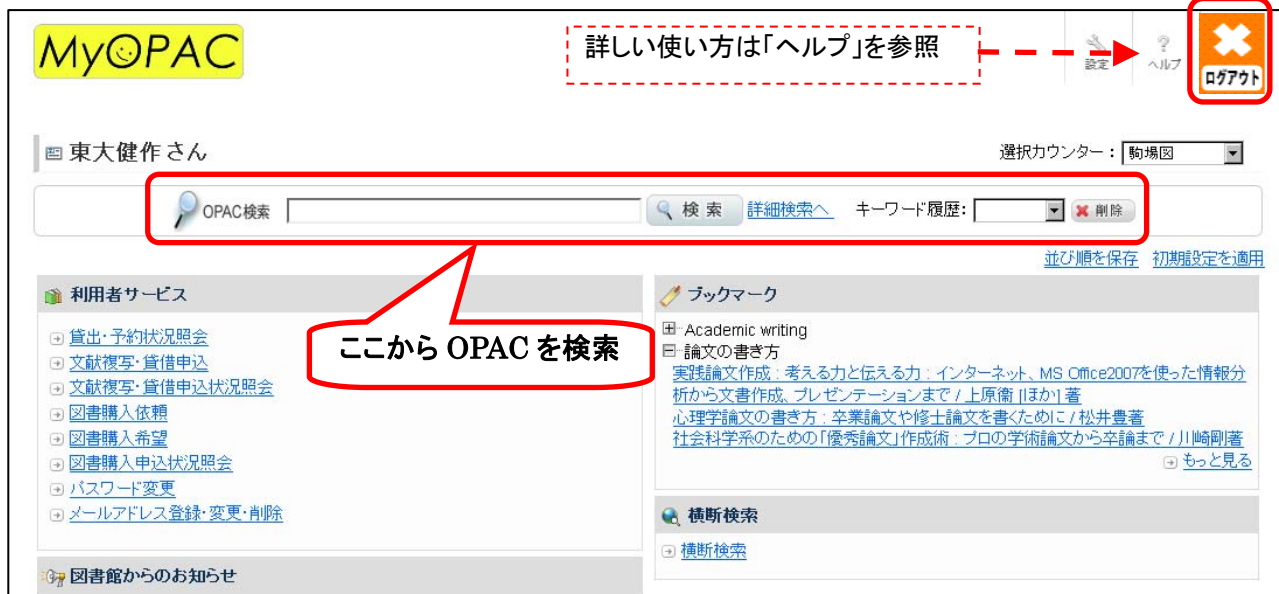 MyOPAC
詳しい使い方は「ヘルプ」を参照
設定
?
ヘルプ
ログアウト
東大健作さん
選択カウンター：駒場図
OPAC検索
検索
詳細検索へ
キーワード履歴:
削除
並び順を保存 初期設定を適用
利用者サービス
貸出・予約状況照会
文献複写・貸借申込
文献複写・貸借申込状況照会
図書購入依頼
図書購入希望
図書購入申込状況照会
パスワード変更
メールアドレス登録・変更・削除
ここから OPAC を検索
図書館からのお知らせ
ブックマーク
Academic writing
論文の書き方
実践論文作成：考える力と伝える力：インターネット、MS Office2007を使った情報分
析から文書作成、プレゼンテーションまで / 上原衛 [ほか] 著
心理学論文の書き方：卒業論文や修士論文を書くために / 松井豊著
社会科学系のための「優秀論文」作成術：プロの学術論文から卒論まで / 川崎剛著
もっと見る
横断検索
横断検索